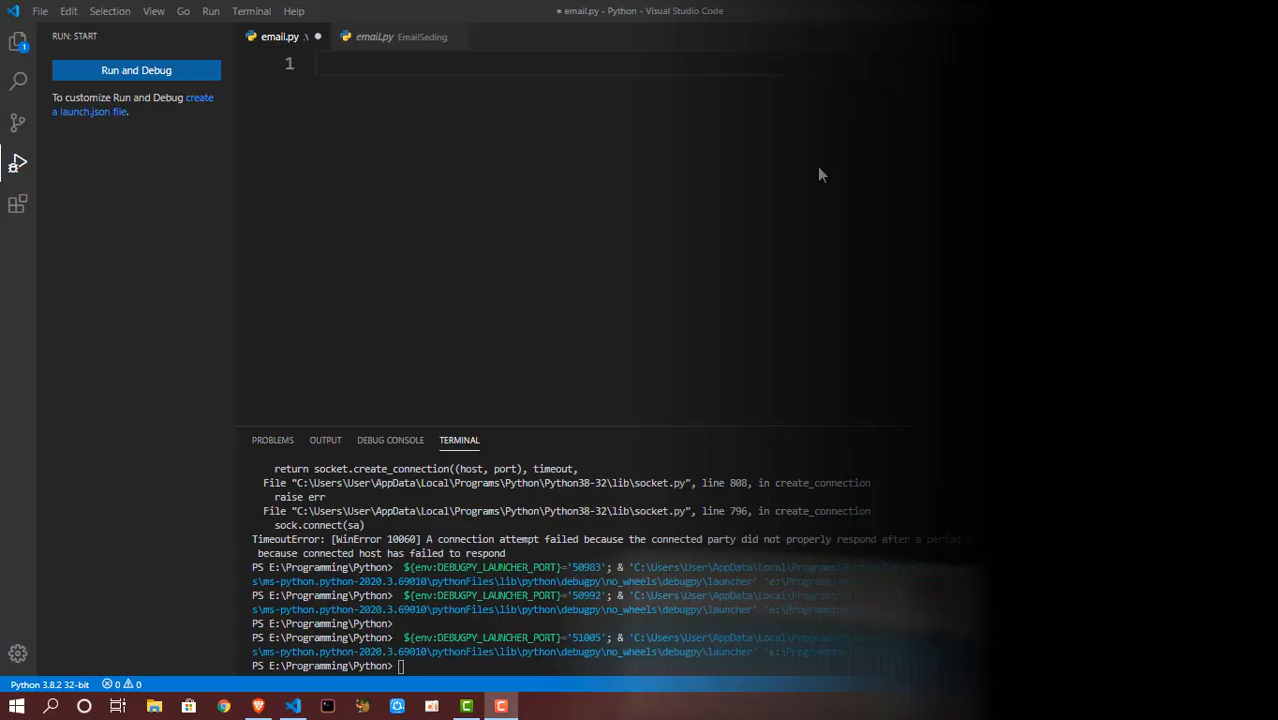 File Edit Selection View Go Run Terminal Help
● email.py - Python - Visual Studio Code
1
RUN: START
email.py .\ ●
email.py EmailSeding
Run and Debug
To customize Run and Debug create
a launch.json file.
1
PROBLEMS OUTPUT DEBUG CONSOLE TERMINAL
return socket.create_connection((host, port), timeout,
File "C:\Users\User\AppData\Local\Programs\Python\Python38-32\lib\socket.py", line 808, in create_connection
raise err
File "C:\Users\User\AppData\Local\Programs\Python\Python38-32\lib\socket.py", line 796, in create_connection
sock.connect(sa)
TimeoutError: [WinError 10060] A connection attempt failed because the connected party did not properly respond after a period
because connected host has failed to respond
PS E:\Programming\Python> ${env:DEBUGPY_LAUNCHER_PORT}='50983'; & 'C:\Users\User\AppData\Local\Programs\
s\ms-python.python-2020.3.69010\pythonFiles\lib\python\debugpy\no_wheels\debugpy\launcher' 'e:\Programming
PS E:\Programming\Python> ${env:DEBUGPY_LAUNCHER_PORT}='50992'; & 'C:\Users\User\AppData\Local\Programs\
s\ms-python.python-2020.3.69010\pythonFiles\lib\python\debugpy\no_wheels\debugpy\launcher' 'e:\Programming
PS E:\Programming\Python>
PS E:\Programming\Python> ${env:DEBUGPY_LAUNCHER_PORT}='51005'; & 'C:\Users\User\AppData\Local\Programs\
s\ms-python.python-2020.3.69010\pythonFiles\lib\python\debugpy\no_wheels\debugpy\launcher' 'e:\Programming
PS E:\Programming\Python>
Python 3.8.2 32-bit 0 0